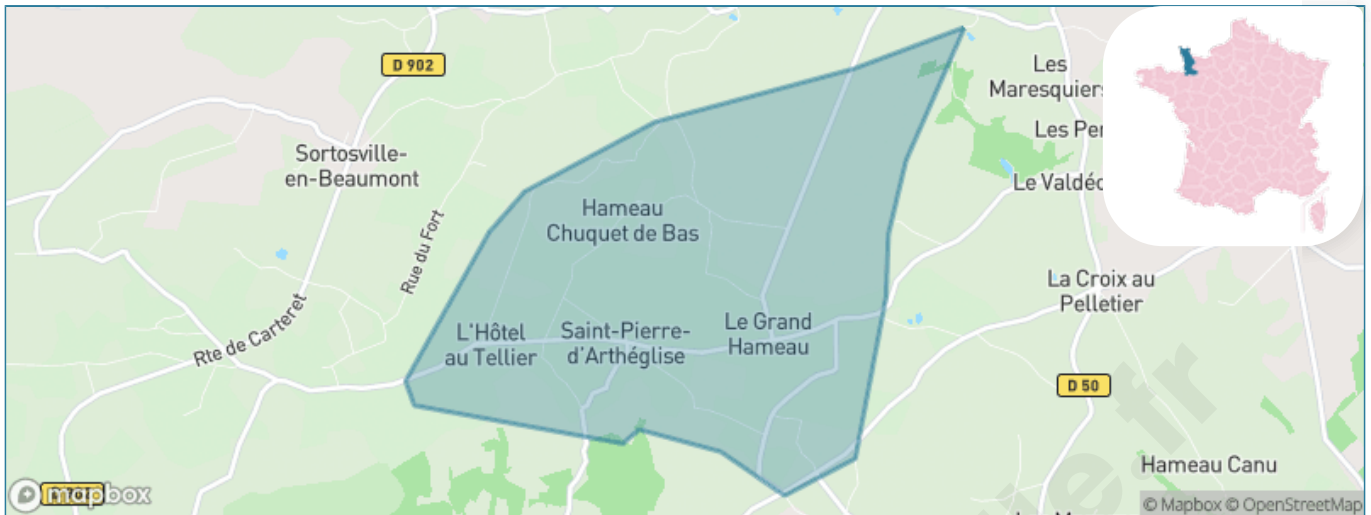 D 902
Les
Maresquiers
Les Per
Sortosville-
en-Beaumont
Le Valdéc
Hameau
Chuquet de Bas
Rue du Fort
La Croix au
Pelletier
Rte de Carteret
L'Hôtel
au Tellier
Saint-Pierre-
d'Arthéglise
Le Grand
Hameau
D 50
Hameau Canu
mapbox
© Mapbox © OpenStreetMap